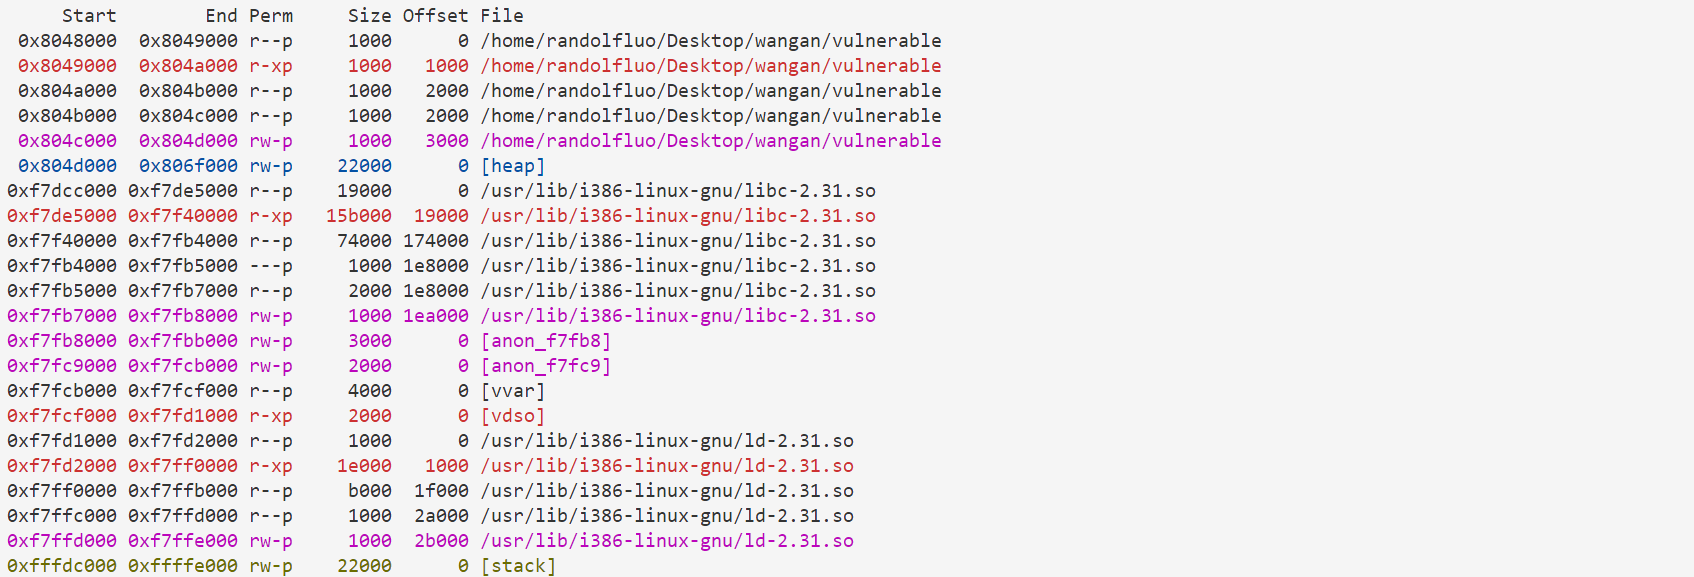 Start End Perm Size Offset File
0x8048000 0x8049000 r--p 1000 0 /home/randolfluo/Desktop/wangan/vulnerable
0x8049000 0x804a000 r-xp 1000 1000 /home/randolfluo/Desktop/wangan/vulnerable
0x804a000 0x804b000 r--p 1000 2000 /home/randolfluo/Desktop/wangan/vulnerable
0x804b000 0x804c000 r--p 1000 2000 /home/randolfluo/Desktop/wangan/vulnerable
0x804c000 0x804d000 rw-p 1000 3000 /home/randolfluo/Desktop/wangan/vulnerable
0x804d000 0x806f000 rw-p 22000 0 [heap]
0xf7dcc000 0xf7de5000 r--p 19000 0 /usr/lib/i386-linux-gnu/libc-2.31.so
0xf7de5000 0xf7f40000 r-xp 15b000 19000 /usr/lib/i386-linux-gnu/libc-2.31.so
0xf7f40000 0xf7fb4000 r--p 74000 174000 /usr/lib/i386-linux-gnu/libc-2.31.so
0xf7fb4000 0xf7fb5000 ---p 1000 1e8000 /usr/lib/i386-linux-gnu/libc-2.31.so
0xf7fb5000 0xf7fb7000 r--p 2000 1e8000 /usr/lib/i386-linux-gnu/libc-2.31.so
0xf7fb7000 0xf7fb8000 rw-p 1000 1ea000 /usr/lib/i386-linux-gnu/libc-2.31.so
0xf7fb8000 0xf7fbb000 rw-p 3000 0 [anon_f7fb8]
0xf7fc9000 0xf7fcb000 rw-p 2000 0 [anon_f7fc9]
0xf7fcb000 0xf7fcf000 r--p 4000 0 [vvar]
0xf7fcf000 0xf7fd1000 r-xp 2000 0 [vdso]
0xf7fd1000 0xf7fd2000 r--p 1000 0 /usr/lib/i386-linux-gnu/ld-2.31.so
0xf7fd2000 0xf7ff0000 r-xp 1e000 1000 /usr/lib/i386-linux-gnu/ld-2.31.so
0xf7ff0000 0xf7ffb000 r--p b000 1f000 /usr/lib/i386-linux-gnu/ld-2.31.so
0xf7ffc000 0xf7ffd000 r--p 1000 2a000 /usr/lib/i386-linux-gnu/ld-2.31.so
0xf7ffd000 0xf7ffe000 rw-p 1000 2b000 /usr/lib/i386-linux-gnu/ld-2.31.so
0xfffdc000 0xffffe000 rw-p 22000 0 [stack]